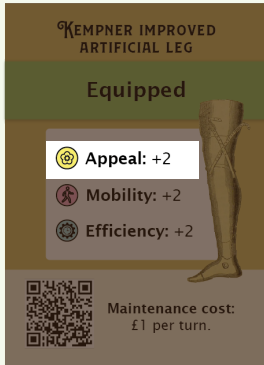 Kempner improved
artificial leg
Equipped
Appeal: +2
Mobility: +2
Efficiency: +2
Maintenance cost:
£1 per turn.